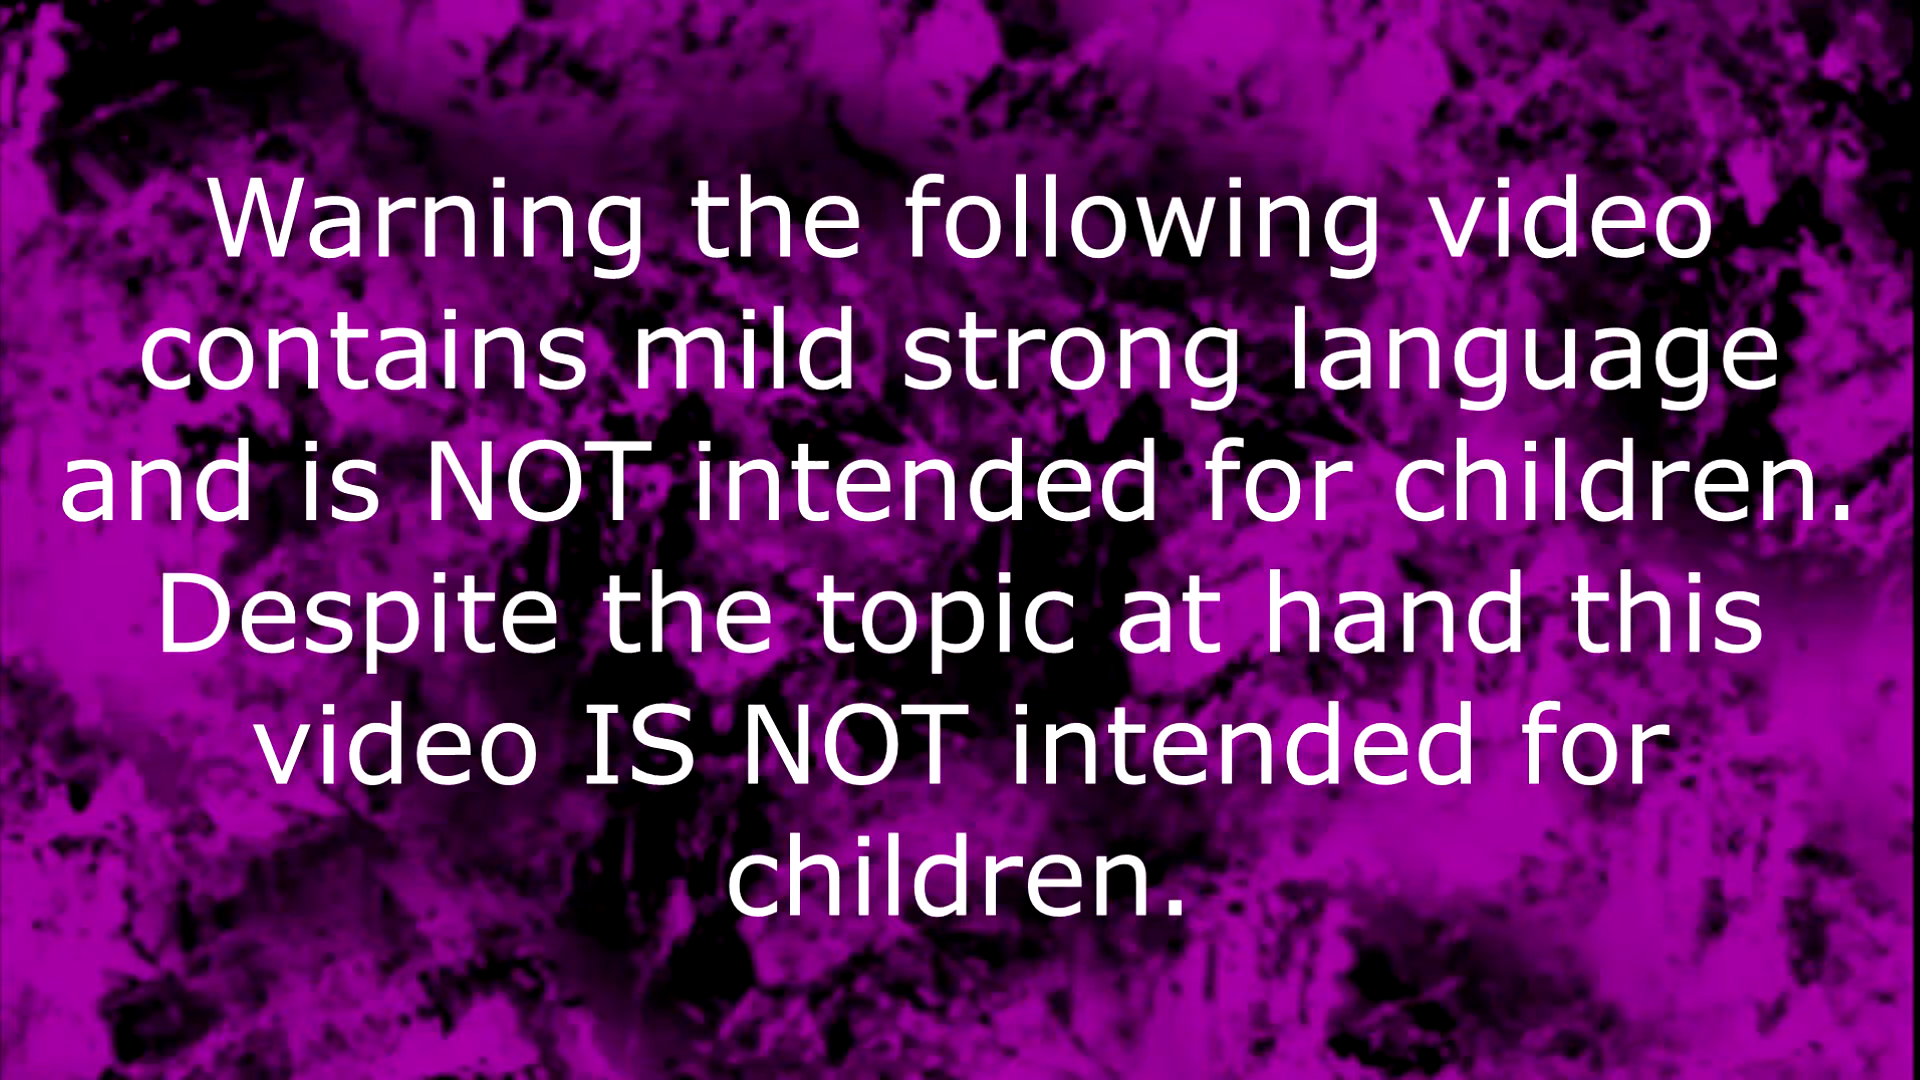 Warning the following video
contains mild strong language
and is NOT intended for children.
Despite the topic at hand this
video IS NOT intended for
children.